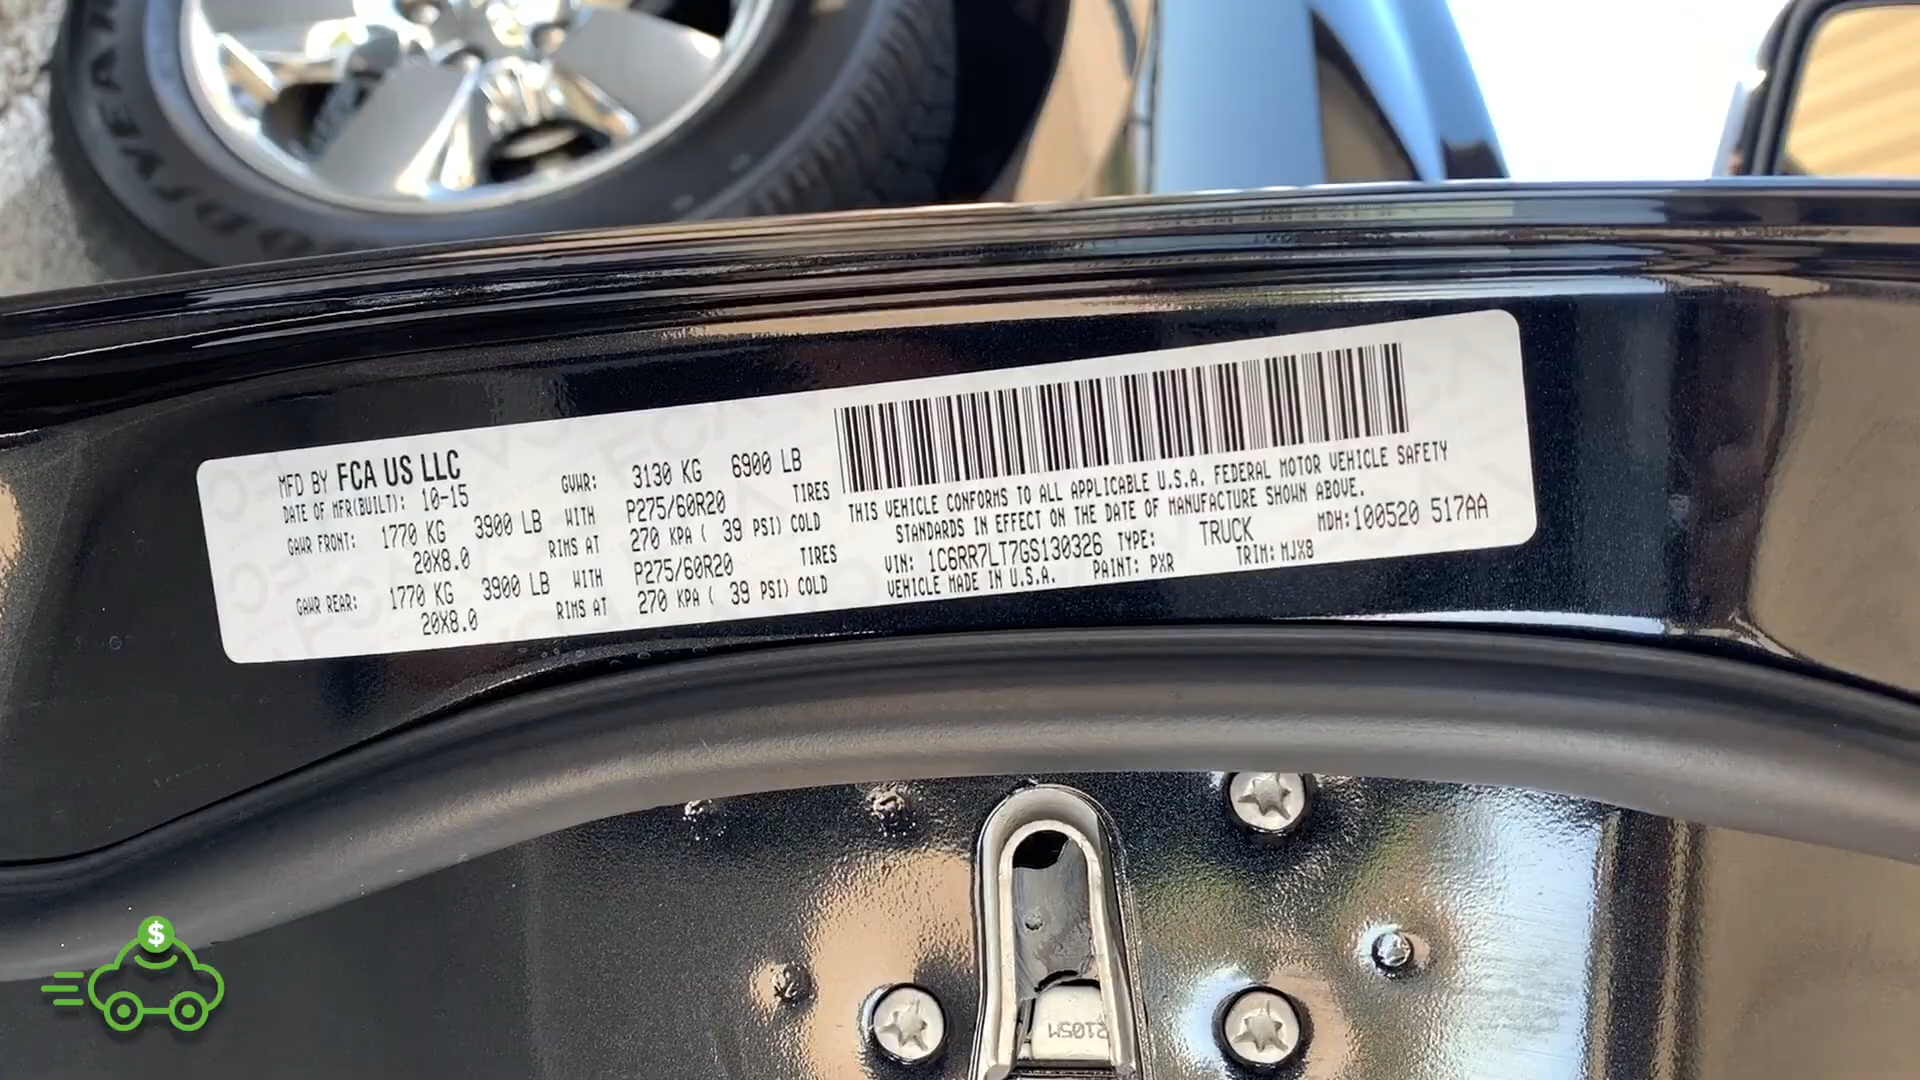 MFD BY FCA US LLC
DATE OF MFR(BUILT): 10-15 GVWR: 3130 KG 6900 LB
GAWR FRONT: 1770 KG 3900 LB WITH P275/60R20 TIRES
20X8.0 RIMS AT 270 KPA ( 39 PSI) COLD
GAWR REAR: 1770 KG 3900 LB WITH P275/60R20 TIRES
20X8.0 RIMS AT 270 KPA ( 39 PSI) COLD
THIS VEHICLE CONFORMS TO ALL APPLICABLE U.S.A. FEDERAL MOTOR VEHICLE SAFETY
STANDARDS IN EFFECT ON THE DATE OF MANUFACTURE SHOWN ABOVE.
VIN: 1C6RR7LT7GS130326 TYPE: TRUCK MDH:100520 517AA
VEHICLE MADE IN U.S.A. PAINT: PXR TRIM: MJX8
$